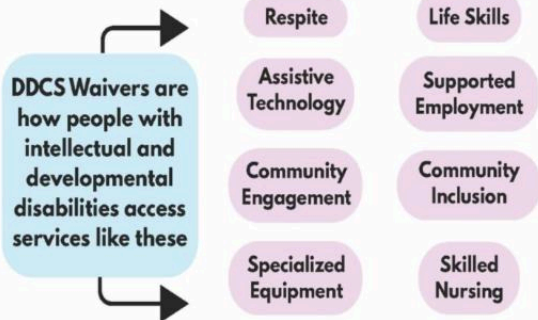 DDCS Waivers are
how people with
intellectual and
developmental
disabilities access
services like these
Respite
Life Skills
Assistive
Technology
Supported
Employment
Community
Engagement
Community
Inclusion
Specialized
Equipment
Skilled
Nursing